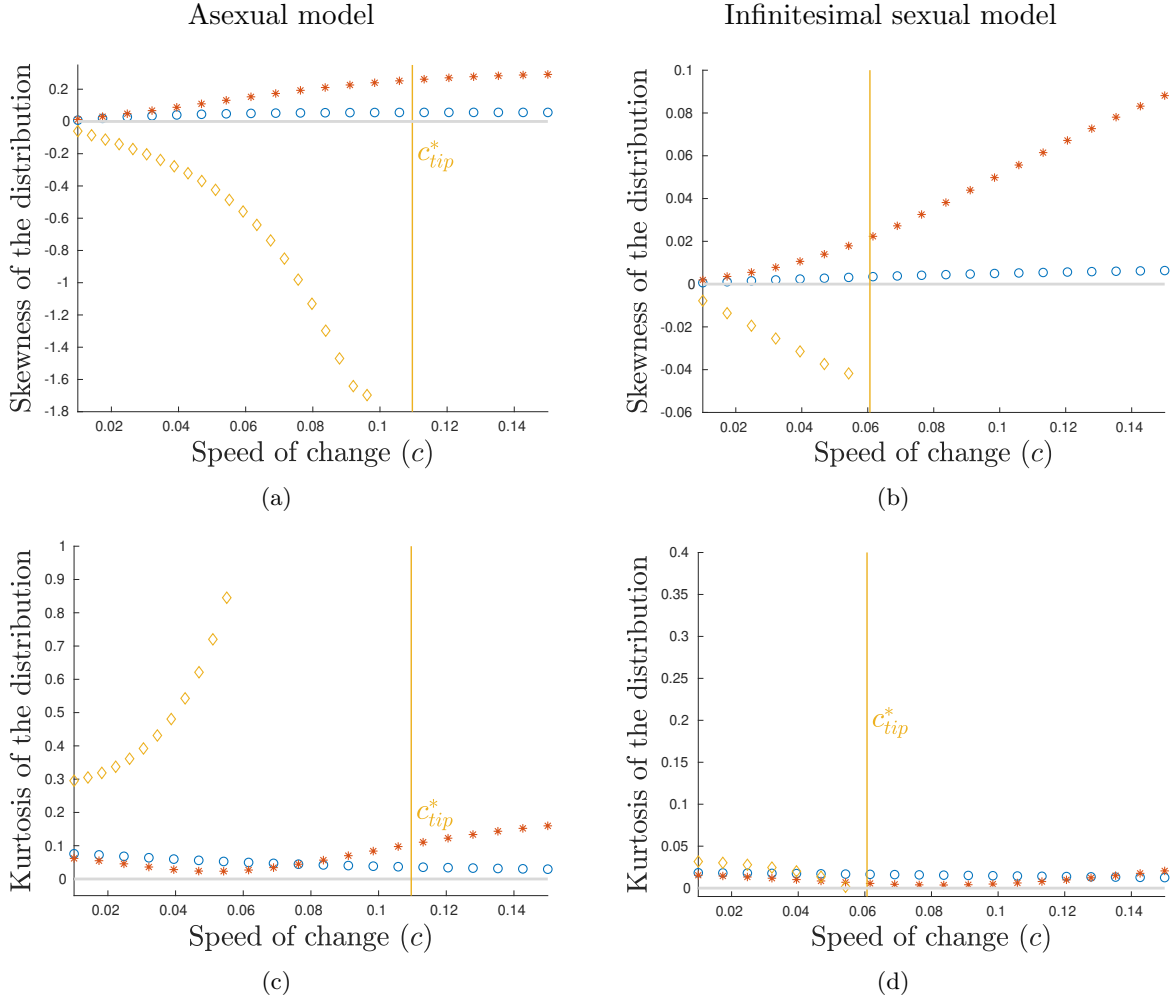 Asexual model
Infinitesimal sexual model
Skewness of the distribution
0.2
0
-0.2
-0.4
-0.6
-0.8
-1
-1.2
-1.4
-1.6
-1.8
0.02 0.04 0.06 0.08 0.1 0.12 0.14
c*tip
Speed of change (c)
(a)
Skewness of the distribution
0.1
0.08
0.06
0.04
0.02
0
-0.02
-0.04
-0.06
0.02 0.04 0.06 0.08 0.1 0.12 0.14
Speed of change (c)
(b)
Kurtosis of the distribution
1
0.9
0.8
0.7
0.6
0.5
0.4
0.3
0.2
0.1
0
c*tip
0.02 0.04 0.06 0.08 0.1 0.12 0.14
Speed of change (c)
(c)
Kurtosis of the distribution
0.4
0.35
0.3
0.25
0.2
0.15
0.1
0.05
0
c*tip
0.02 0.04 0.06 0.08 0.1 0.12 0.14
Speed of change (c)
(d)